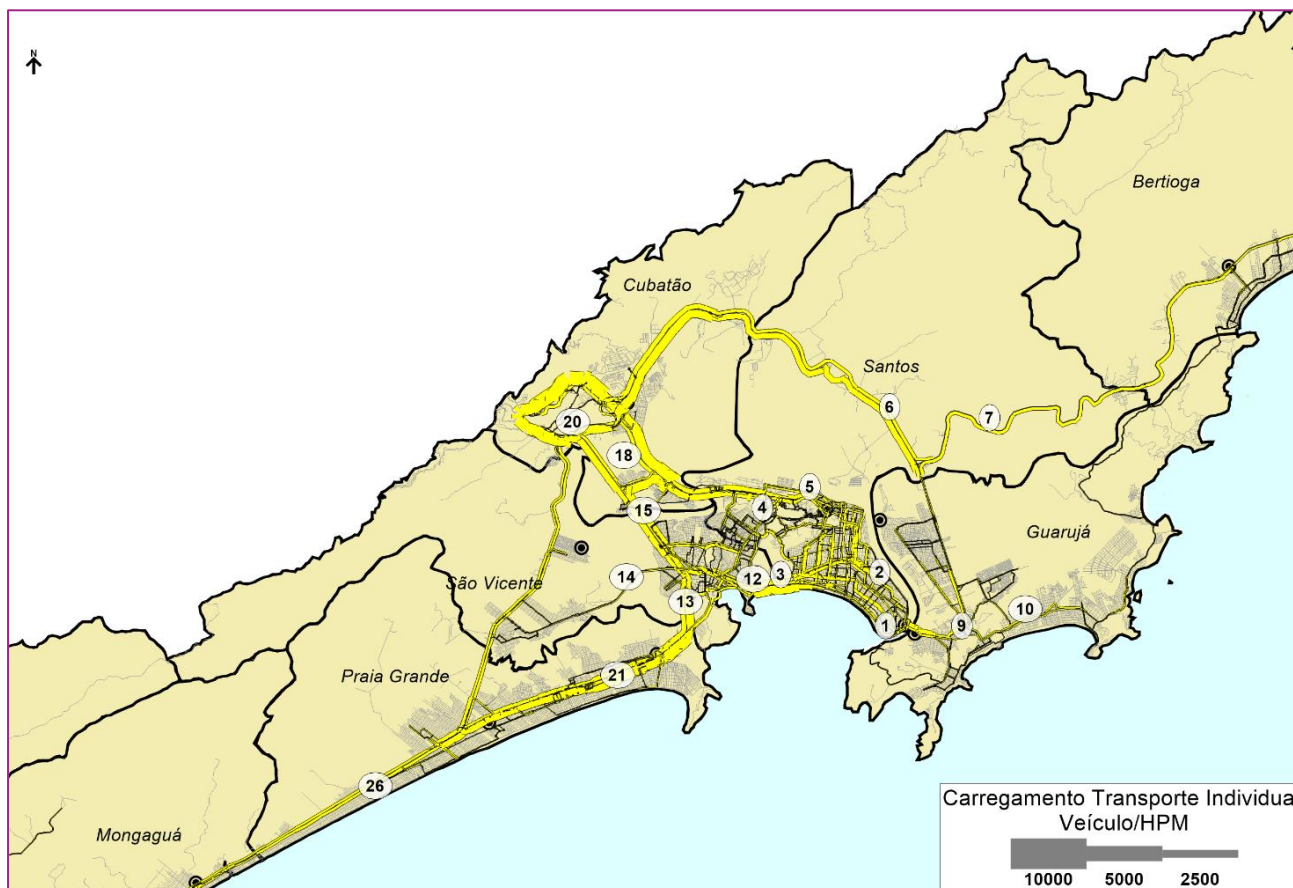 N
Bertioga
Cubatão
Santos
6
7
20
18
5
4
15
Guarujá
São Vicente
14
12
3
2
13
10
1
9
Praia Grande
21
26
Mongaguá
Carregamento Transporte Individua
Veículo/HPM
10000 5000 2500